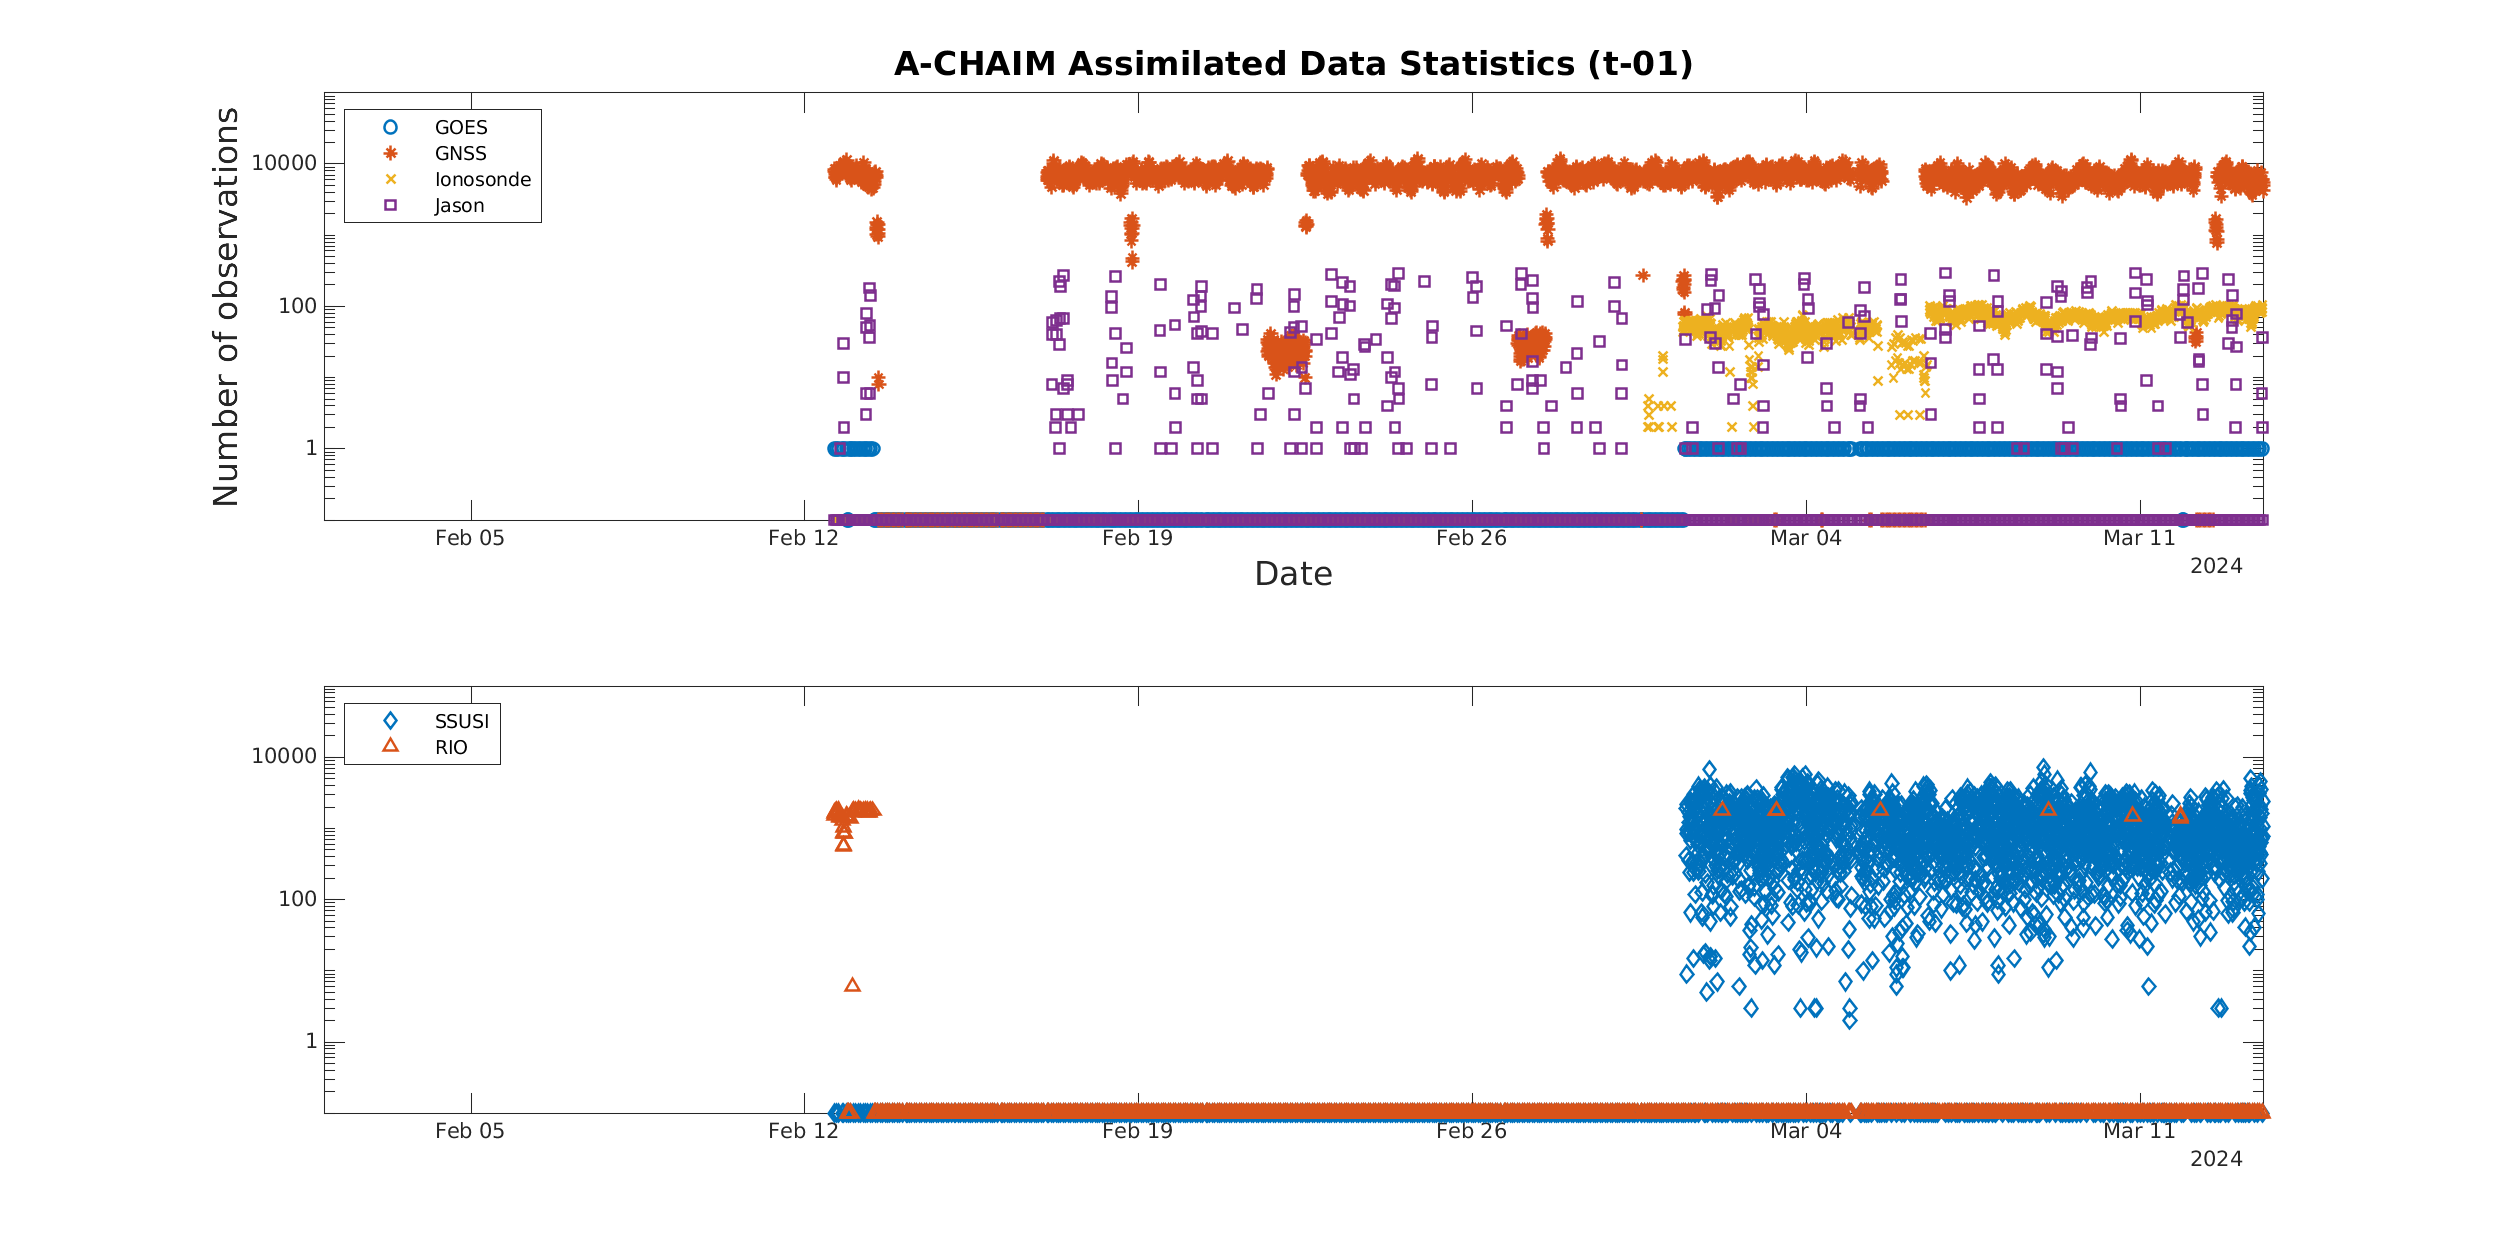 A-CHAIM Assimilated Data Statistics (t-01)
Number of observations
10000
100
1
GOES
GNSS
Ionosonde
Jason
Feb 05
Feb 12
Feb 19
Feb 26
Mar 04
Mar 11
2024
Date
10000
100
1
SSUSI
RIO
Feb 05
Feb 12
Feb 19
Feb 26
Mar 04
Mar 11
2024